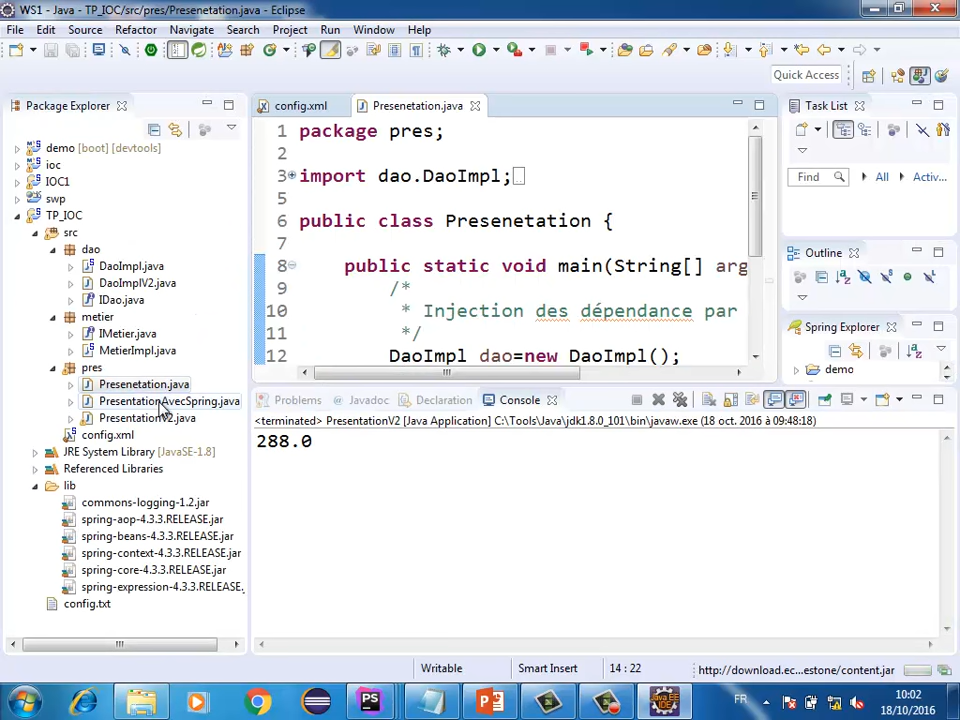 WS1 - Java - TP_IOC/src/pres/Presenetation.java - Eclipse
File Edit Source Refactor Navigate Search Project Run Window Help
Quick Access
Package Explorer
demo [boot] [devtools]
ioc
IOC1
swp
TP_IOC
src
dao
DaoImpl.java
DaoImplV2.java
IDao.java
metier
IMetier.java
MetierImpl.java
pres
Presenetation.java
PresentationAvecSpring.java
PresentationV2.java
config.xml
JRE System Library [JavaSE-1.8]
Referenced Libraries
lib
commons-logging-1.2.jar
spring-aop-4.3.3.RELEASE.jar
spring-beans-4.3.3.RELEASE.jar
spring-context-4.3.3.RELEASE.jar
spring-core-4.3.3.RELEASE.jar
spring-expression-4.3.3.RELEASE.
config.txt
config.xml Presenetation.java
1 package pres;
2
3 import dao.DaoImpl;
5
6 public class Presenetation {
7
8 public static void main(String[] arg
9 /*
10 * Injection des dépendance par
11 */
12 DaoImpl dao=new DaoImpl();
Task List
Find All Activ...
Outline
Spring Explorer
demo
Problems Javadoc Declaration Console
<terminated> PresentationV2 [Java Application] C:\Tools\Java\jdk1.8.0_101\bin\javaw.exe (18 oct. 2016 à 09:48:18)
288.0
Writable Smart Insert 14 : 22 http://download.ec...estone/content.jar
FR
10:02
18/10/2016